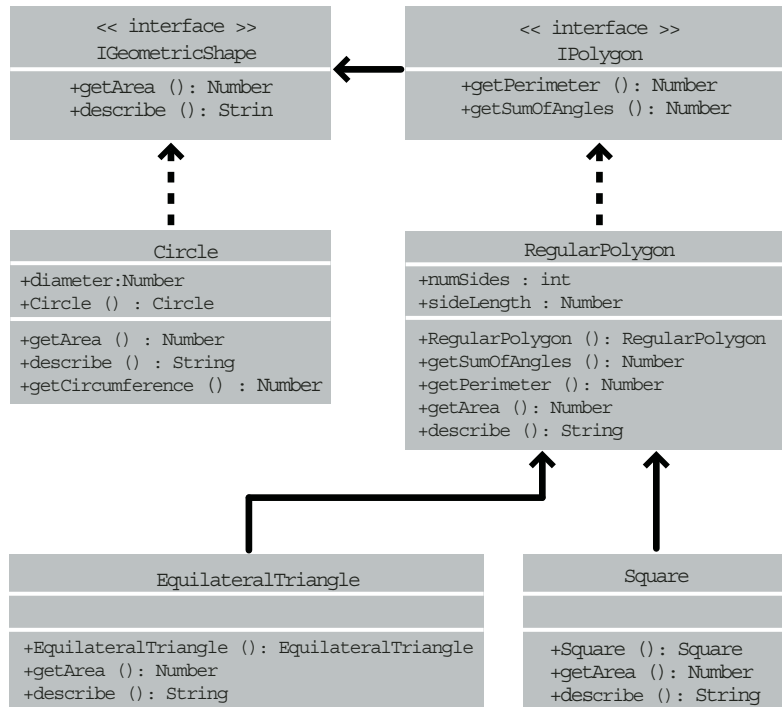 << interface >>
IGeometricShape
+getArea (): Number
+describe (): Strin
<< interface >>
IPolygon
+getPerimeter (): Number
+getSumOfAngles (): Number
Circle
+diameter:Number
+Circle () : Circle
+getArea () : Number
+describe () : String
+getCircumference () : Number
RegularPolygon
+numSides : int
+sideLength : Number
+RegularPolygon (): RegularPolygon
+getSumOfAngles (): Number
+getPerimeter (): Number
+getArea (): Number
+describe (): String
EquilateralTriangle
+EquilateralTriangle (): EquilateralTriangle
+getArea (): Number
+describe (): String
Square
+Square (): Square
+getArea (): Number
+describe (): String